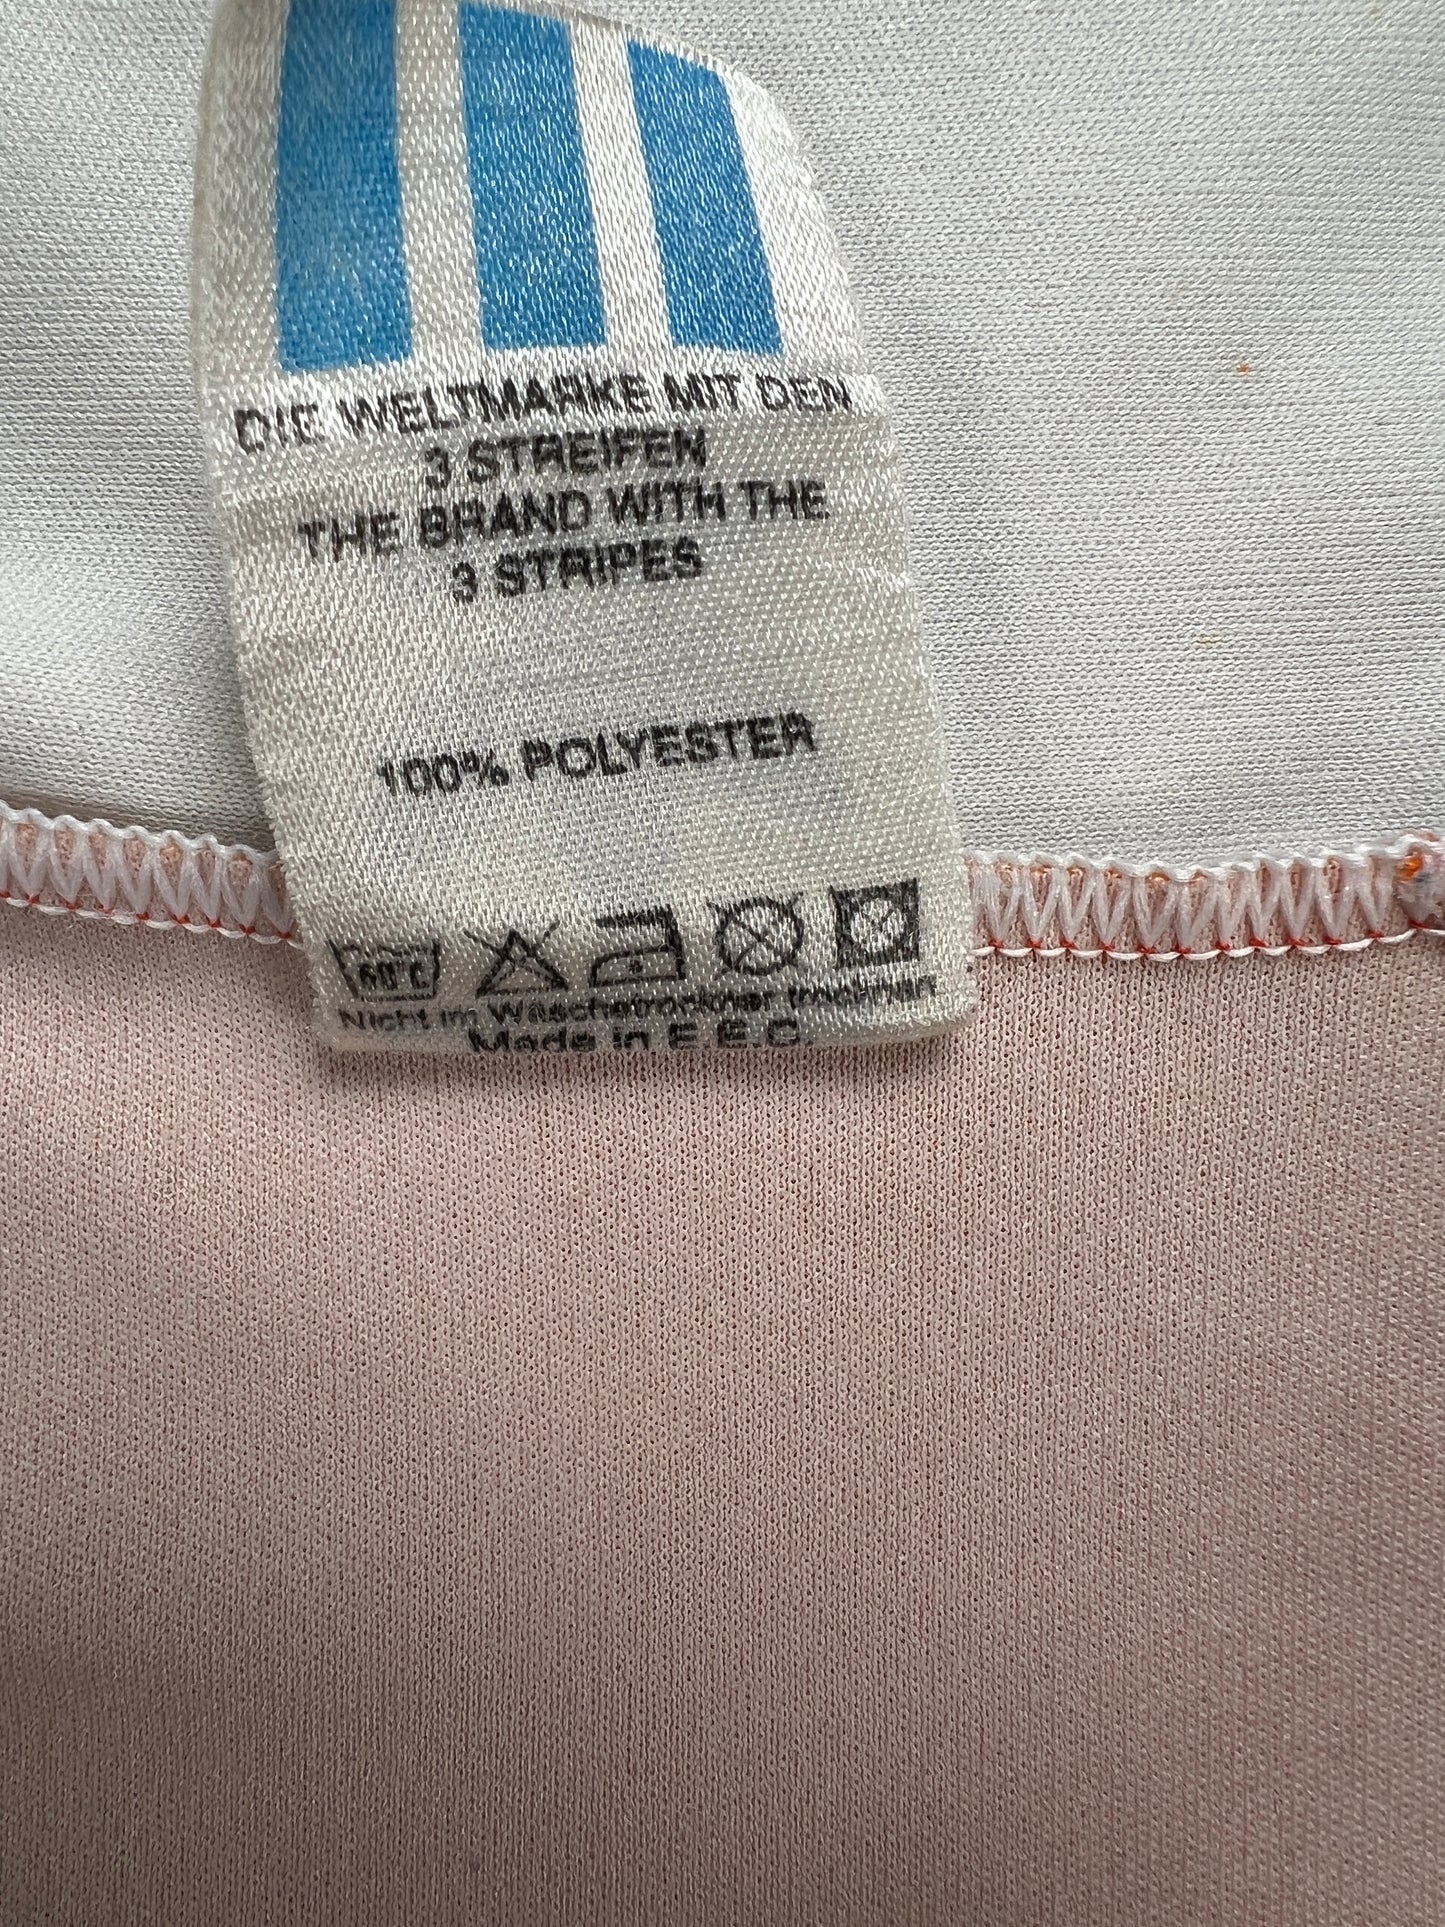 DIE WELTMARKE MIT DEN
3 STREIFEN
THE BRAND WITH THE
3 STRIPES
100% POLYESTER
60°C
Nicht im Wäschetrockner trocknen
Made in E.E.C.